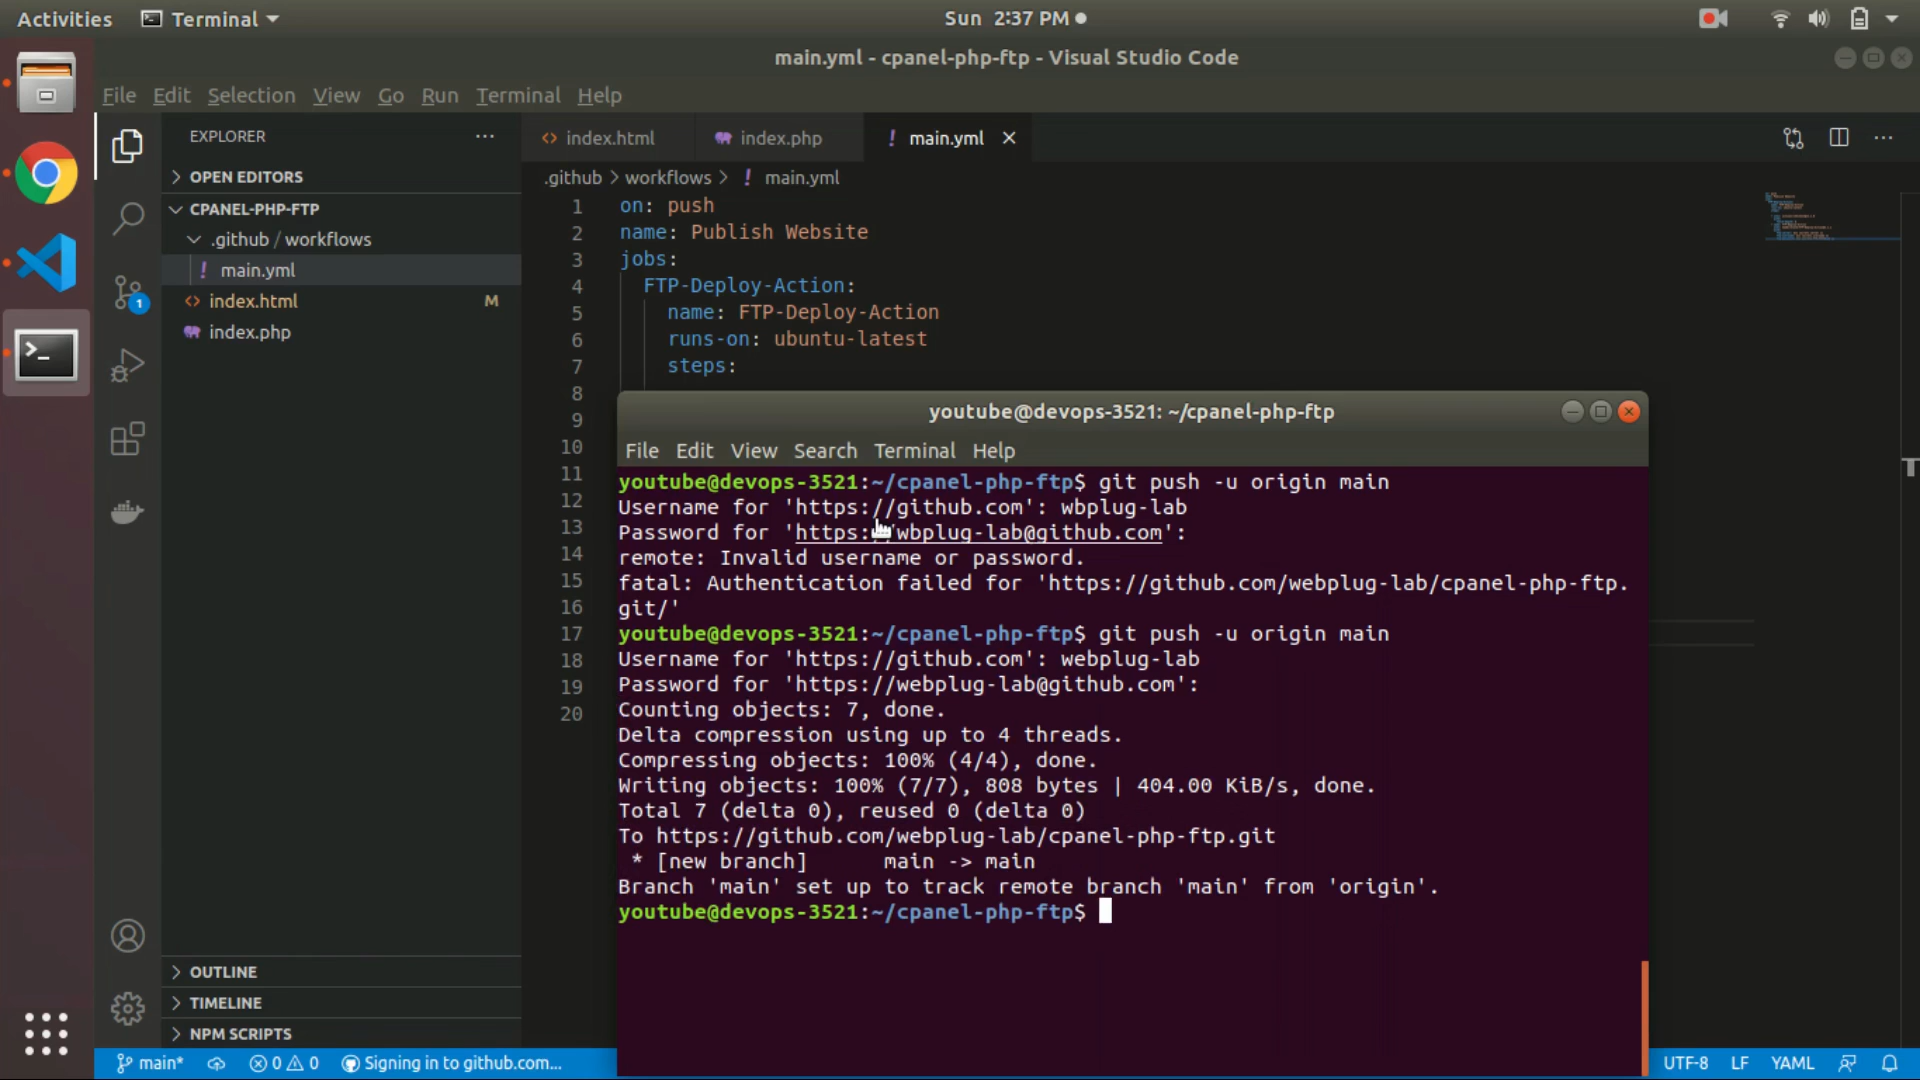 Activities
Terminal
Sun 2:37 PM
main.yml - cpanel-php-ftp - Visual Studio Code
File Edit Selection View Go Run Terminal Help
EXPLORER
OPEN EDITORS
CPANEL-PHP-FTP
.github / workflows
! main.yml
<> index.html M
index.php
OUTLINE
TIMELINE
NPM SCRIPTS
1
<> index.html
index.php
! main.yml
.github > workflows > ! main.yml
1 on: push
2 name: Publish Website
3 jobs:
4 FTP-Deploy-Action:
5 name: FTP-Deploy-Action
6 runs-on: ubuntu-latest
7 steps:
8
9
10
11
12
13
14
15
16
17
18
19
20
youtube@devops-3521: ~/cpanel-php-ftp
File Edit View Search Terminal Help
youtube@devops-3521:~/cpanel-php-ftp$ git push -u origin main
Username for 'https://github.com': wbplug-lab
Password for 'https://wbplug-lab@github.com':
remote: Invalid username or password.
fatal: Authentication failed for 'https://github.com/webplug-lab/cpanel-php-ftp.
git/'
youtube@devops-3521:~/cpanel-php-ftp$ git push -u origin main
Username for 'https://github.com': webplug-lab
Password for 'https://webplug-lab@github.com':
Counting objects: 7, done.
Delta compression using up to 4 threads.
Compressing objects: 100% (4/4), done.
Writing objects: 100% (7/7), 808 bytes | 404.00 KiB/s, done.
Total 7 (delta 0), reused 0 (delta 0)
To https://github.com/webplug-lab/cpanel-php-ftp.git
* [new branch] main -> main
Branch 'main' set up to track remote branch 'main' from 'origin'.
youtube@devops-3521:~/cpanel-php-ftp$
main* 0 0 Signing in to github.com...
UTF-8 LF YAML